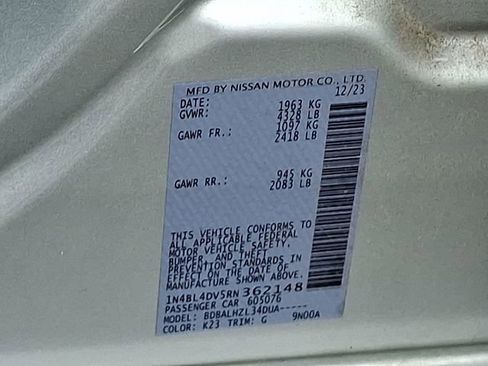 MFD BY NISSAN MOTOR CO., LTD.
DATE: 12/23
GVWR: 1963 KG
4328 LB
GAWR FR.: 1097 KG
2418 LB
GAWR RR.: 945 KG
2083 LB
THIS VEHICLE CONFORMS TO
ALL APPLICABLE FEDERAL
MOTOR VEHICLE SAFETY,
BUMPER, AND THEFT
PREVENTION STANDARDS IN
EFFECT ON THE DATE OF
MANUFACTURE SHOWN ABOVE.
1N4BL4DV5RN362148
PASSENGER CAR 605076
MODEL: BDBALHZL34DUA-----
COLOR: K23 TRIM: G 9N00A